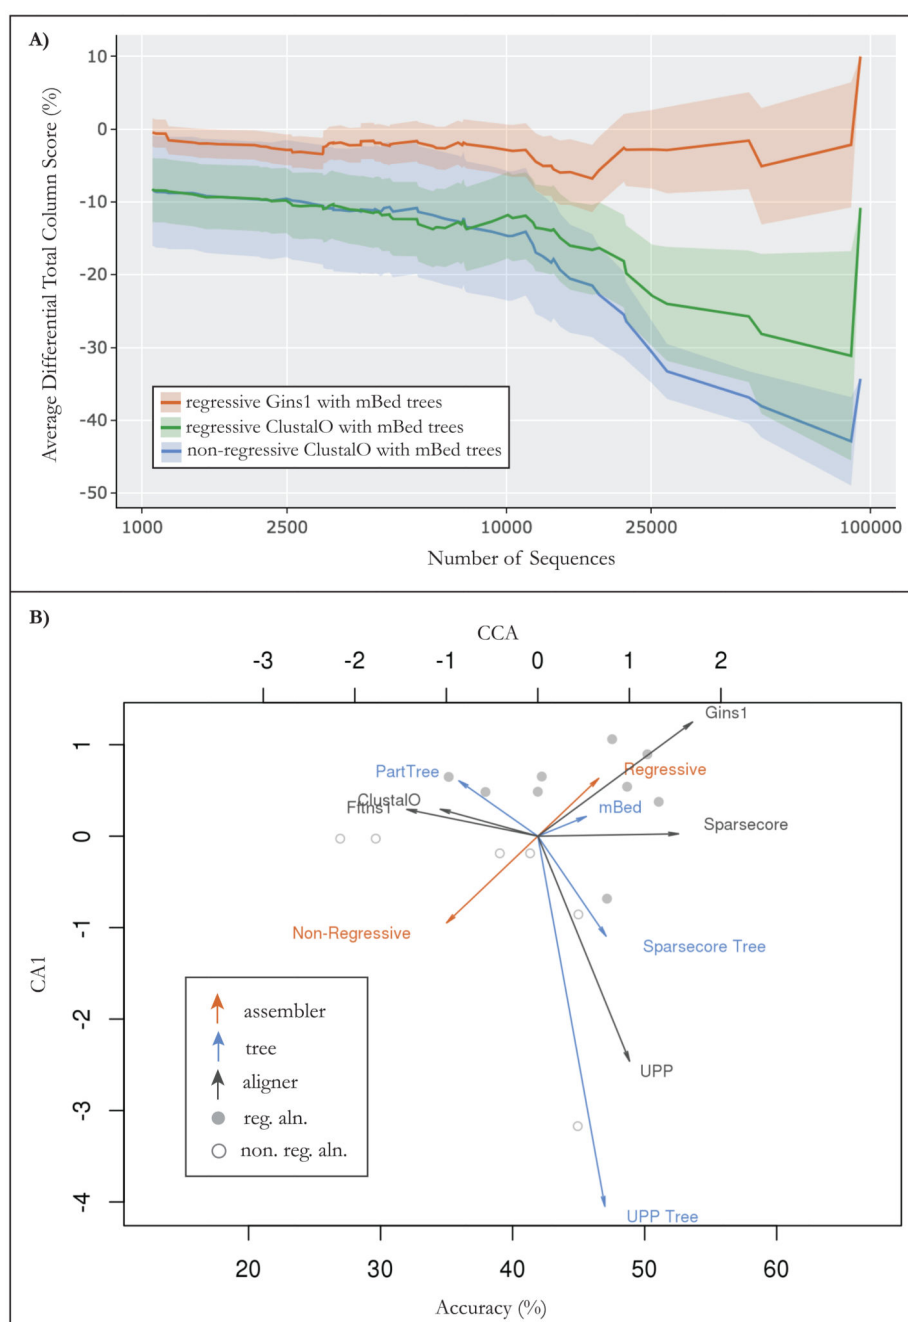 A)
Average Differential Total Column Score (%)
10
0
-10
-20
-30
-40
-50
regressive Gins1 with mBed trees
regressive ClustalO with mBed trees
non-regressive ClustalO with mBed trees
1000 2500 10000 25000 100000
Number of Sequences
B)
CCA
-3 -2 -1 0 1 2
CA1
1
0
-1
-2
-3
-4
Gins1
PartTree
Regressive
ClustalO
Fftns1
mBed
Sparsecore
Non-Regressive
Sparsecore Tree
UPP
UPP Tree
assembler
tree
aligner
reg. aln.
non. reg. aln.
20 30 40 50 60
Accuracy (%)